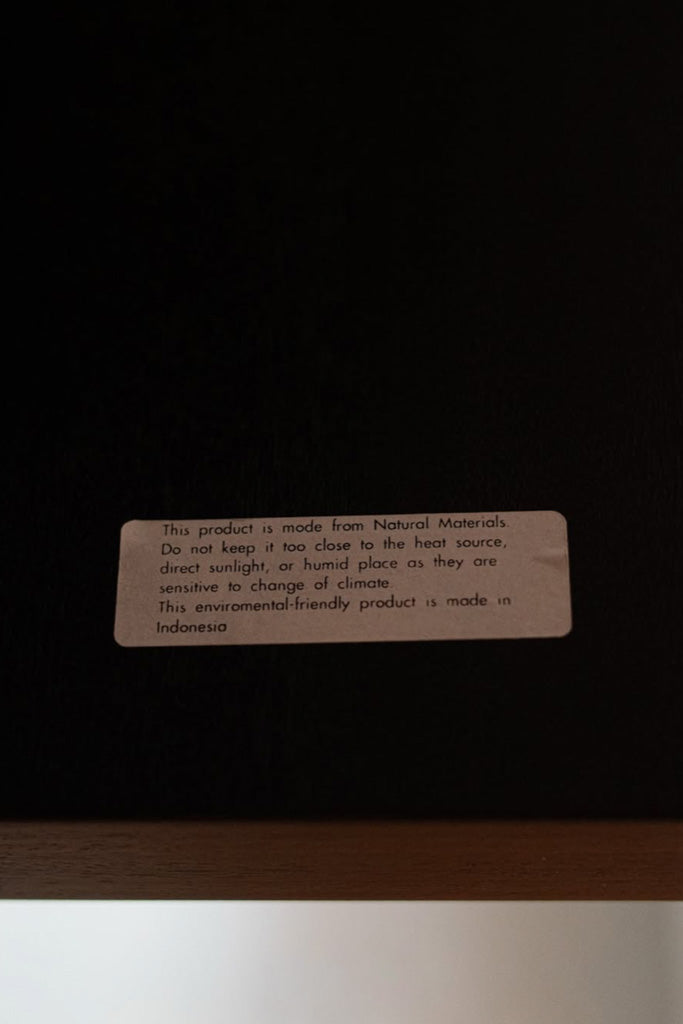 This product is made from Natural Materials.
Do not keep it too close to the heat source,
direct sunlight, or humid place as they are
sensitive to change of climate.
This enviromental-friendly product is made in
Indonesia